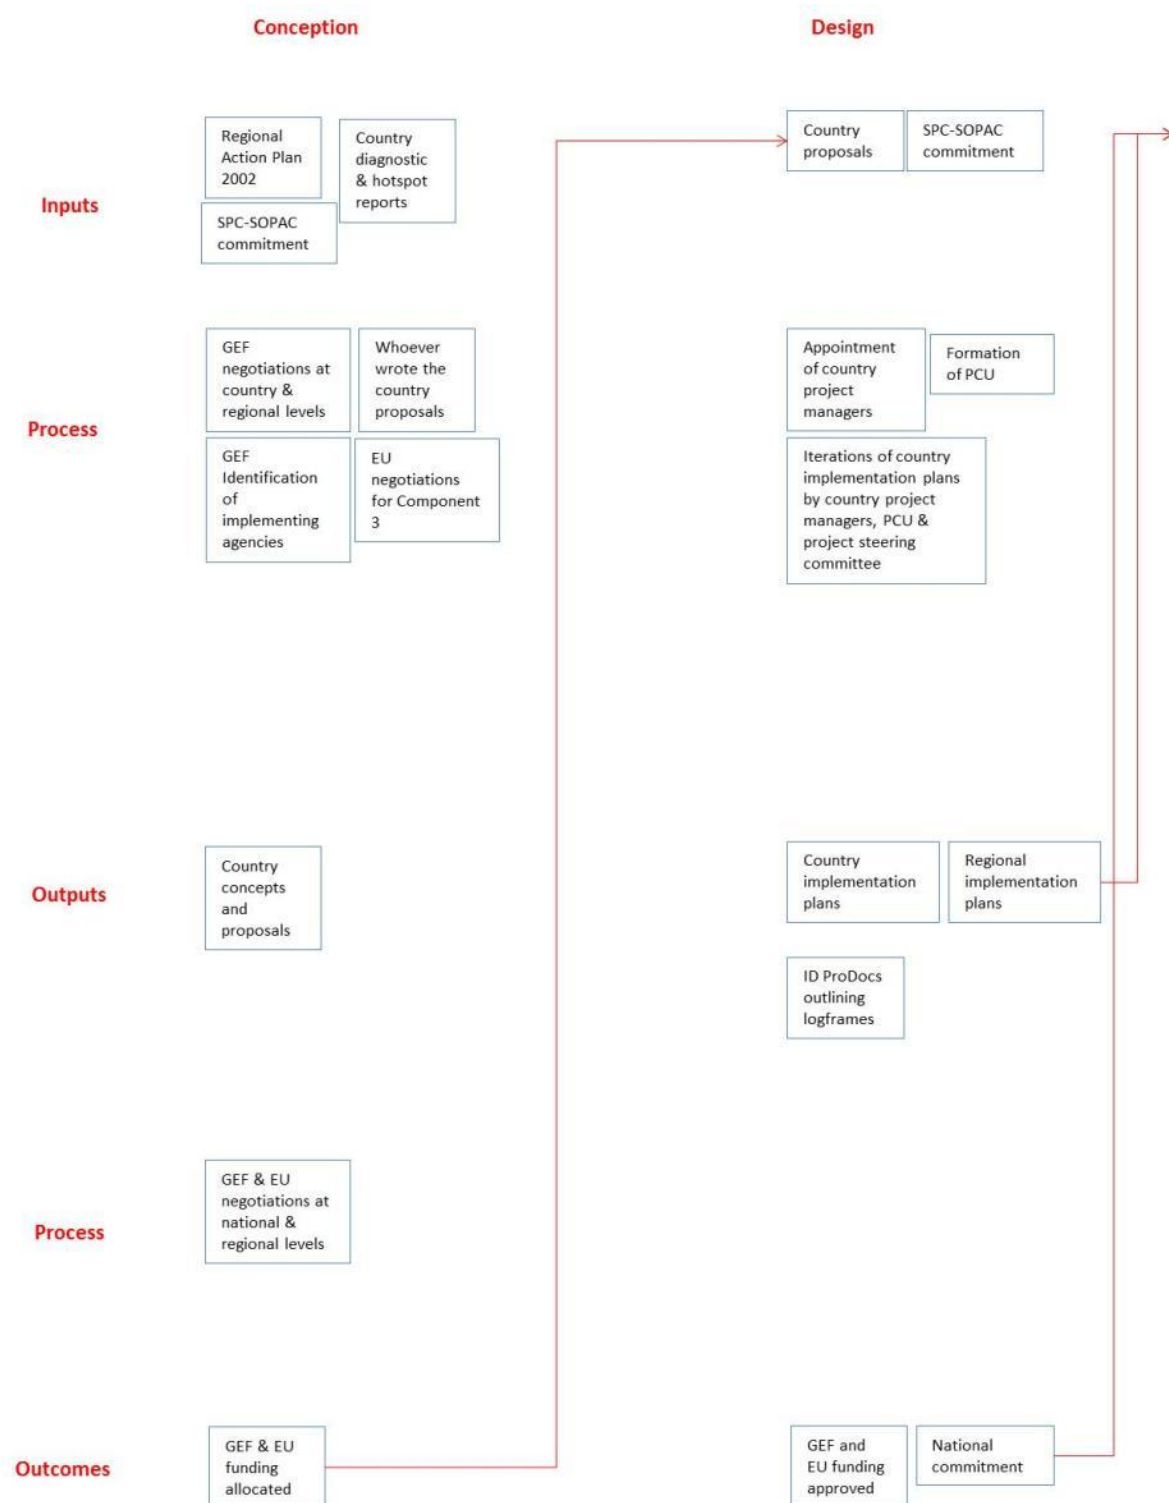 Conception
Design
Inputs
Regional
Action Plan
2002
Country
diagnostic
& hotspot
reports
SPC-SOPAC
commitment
Country
proposals
SPC-SOPAC
commitment
Process
GEF
negotiations at
country &
regional levels
Whoever
wrote the
country
proposals
GEF
Identification
of
implementing
agencies
EU
negotiations
for Component
3
Appointment
of country
project
managers
Formation
of PCU
Iterations of country
implementation plans
by country project
managers, PCU &
project steering
committee
Outputs
Country
concepts
and
proposals
Country
implementation
plans
Regional
implementation
plans
ID ProDocs
outlining
logframes
Process
GEF & EU
negotiations at
national &
regional levels
Outcomes
GEF & EU
funding
allocated
GEF and
EU funding
approved
National
commitment